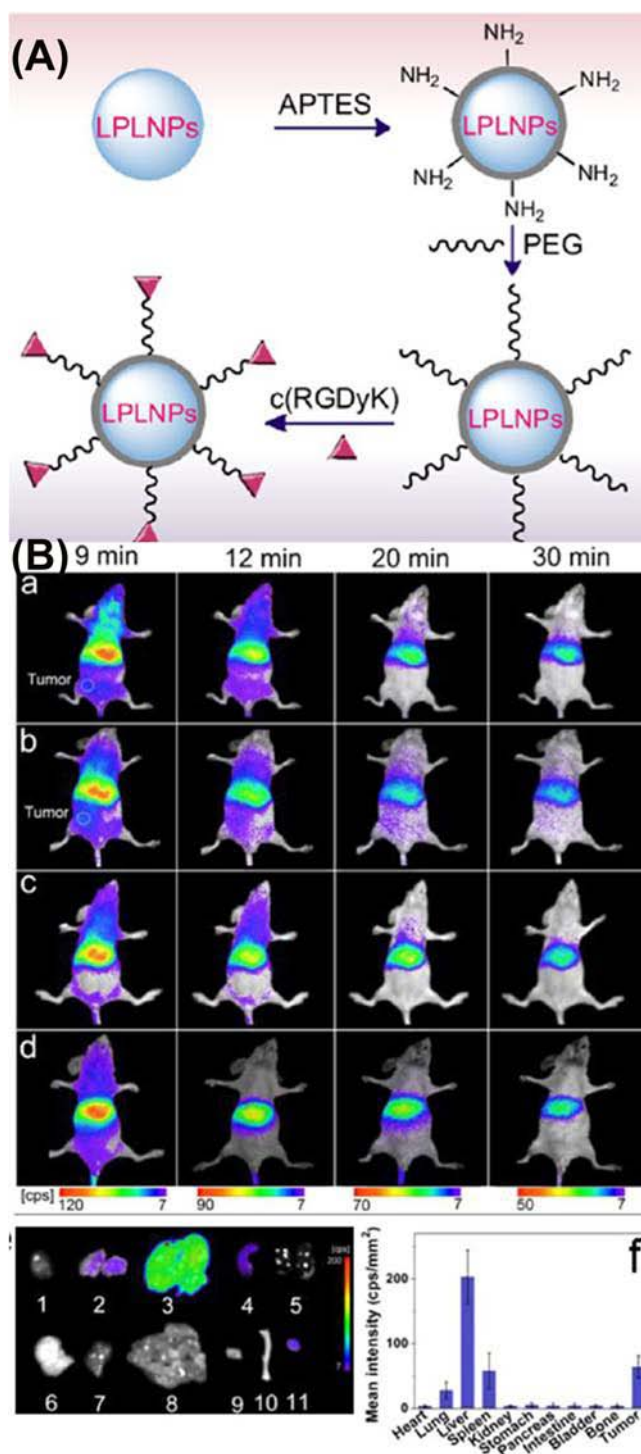 (A)
LPLNPs
APTES
NH2
NH2
NH2
NH2
NH2
NH2
LPLNPs
PEG
LPLNPs
c(RGDyK)
LPLNPs
(B)
9 min 12 min 20 min 30 min
a
Tumor
b
Tumor
c
d
[cps] 120 7 90 7 70 7 50 7
[cps]
200
7
1 2 3 4 5
6 7 8 9 10 11
f
Mean intensity (cps/mm2)
200
100
0
Heart
Lung
Liver
Spleen
Kidney
Stomach
Pancreas
Intestine
Bladder
Bone
Tumor